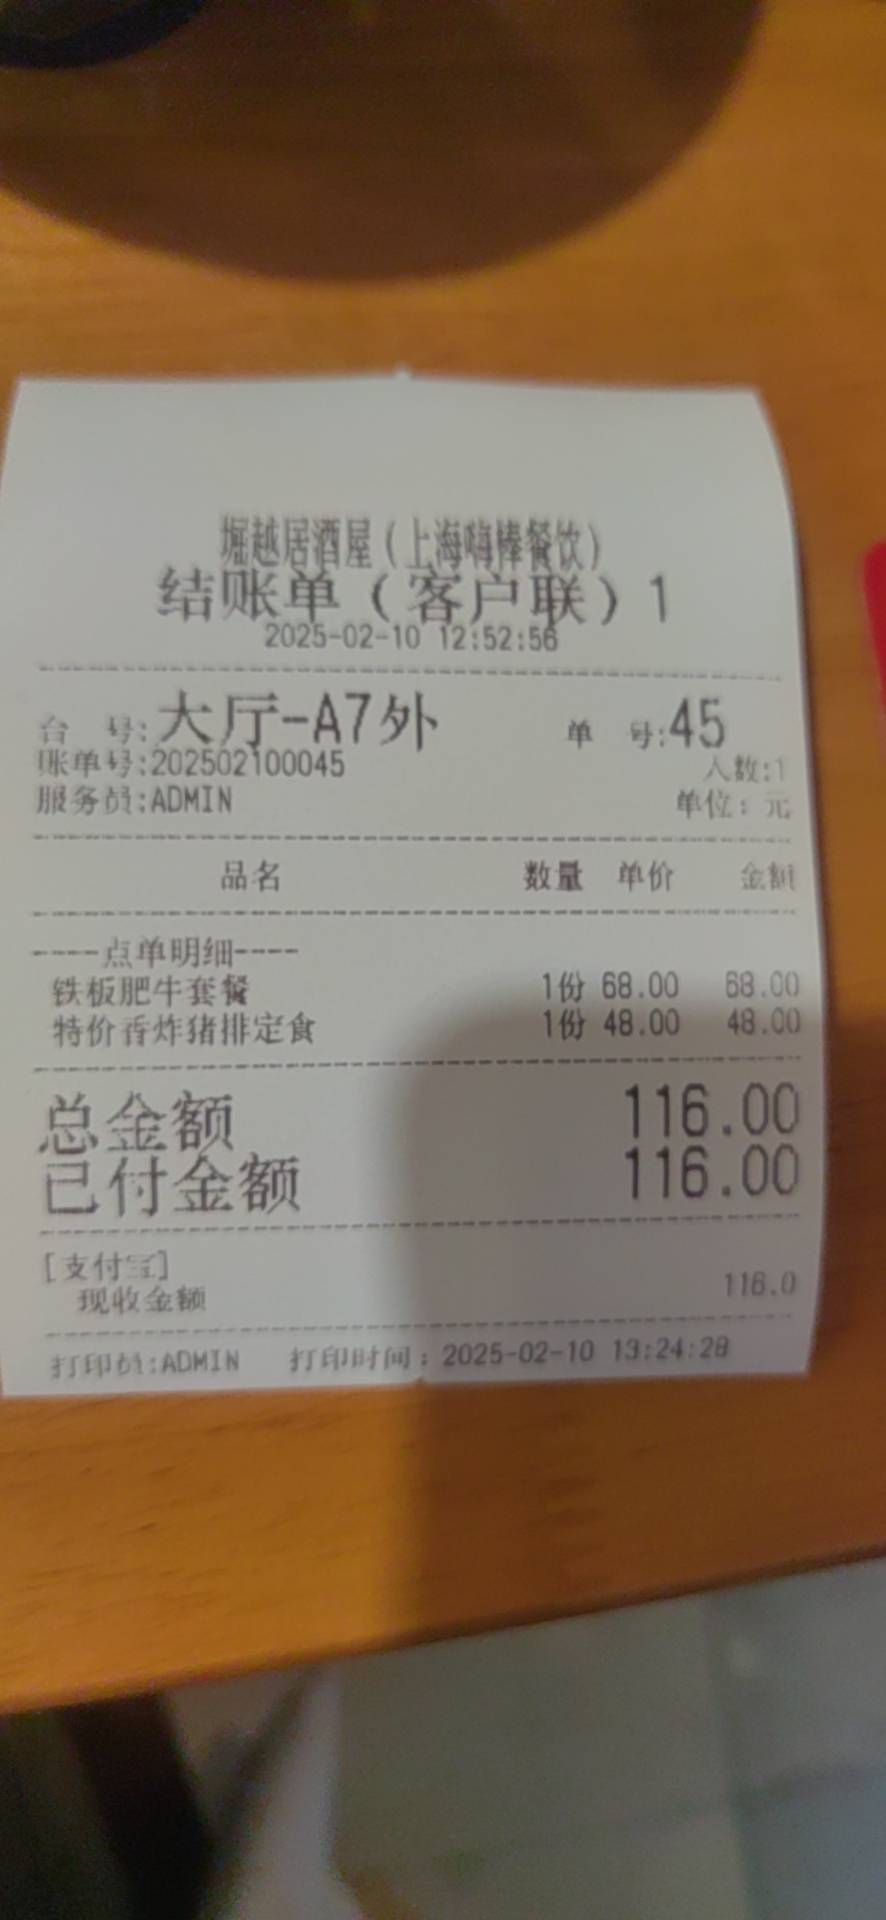 堀越居酒屋（上海嗨棒餐饮）
结账单（客户联）1
2025-02-10 12:52:56
台 号:大厅-A7外 单 号:45
账单号:202502100045 人数:1
服务员:ADMIN 单位：元
品名 数量 单价 金额
----点单明细----
铁板肥牛套餐 1份 68.00 68.00
特价香炸猪排定食 1份 48.00 48.00
总金额 116.00
已付金额 116.00
[支付宝]
现收金额 116.0
打印员:ADMIN 打印时间：2025-02-10 13:24:28